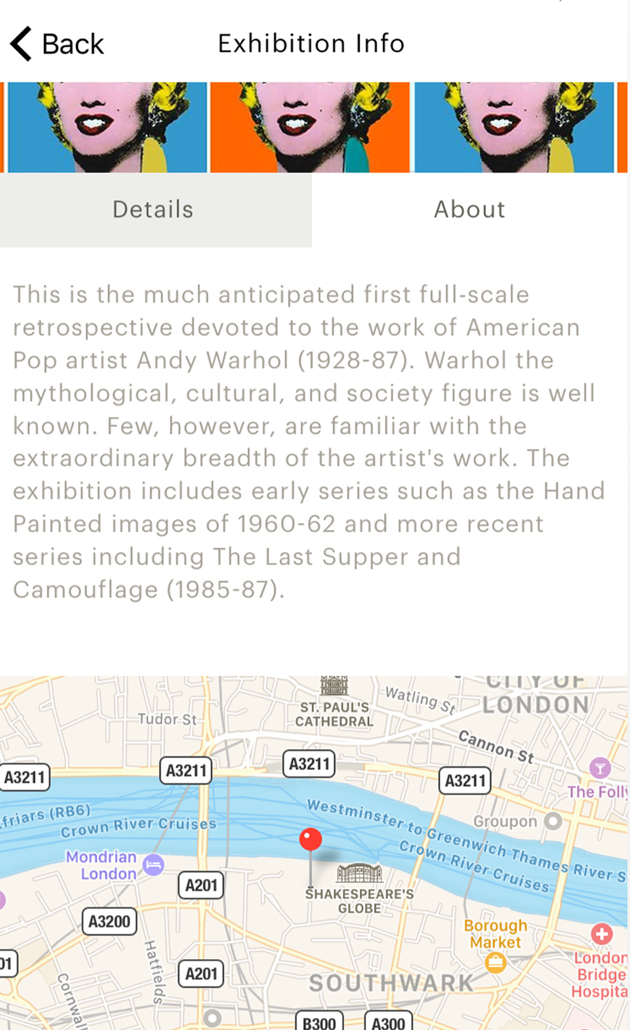 Back
Exhibition Info
Details
About
This is the much anticipated first full-scale
retrospective devoted to the work of American
Pop artist Andy Warhol (1928-87). Warhol the
mythological, cultural, and society figure is well
known. Few, however, are familiar with the
extraordinary breadth of the artist's work. The
exhibition includes early series such as the Hand
Painted images of 1960-62 and more recent
series including The Last Supper and
Camouflage (1985-87).
CITY OF
LONDON
ST. PAUL'S
CATHEDRAL
Watling St
Tudor St
Cannon St
A3211
A3211
A3211
A3211
The Folly
friars (RB6)
Crown River Cruises
Westminster to Greenwich Thames River S
Crown River Cruises
Groupon
Mondrian
London
A201
SHAKESPEARE'S
GLOBE
A3200
Borough
Market
London
Bridge
Hospita
01
Hatfields
A201
SOUTHWARK
Cornwal
B300
A300